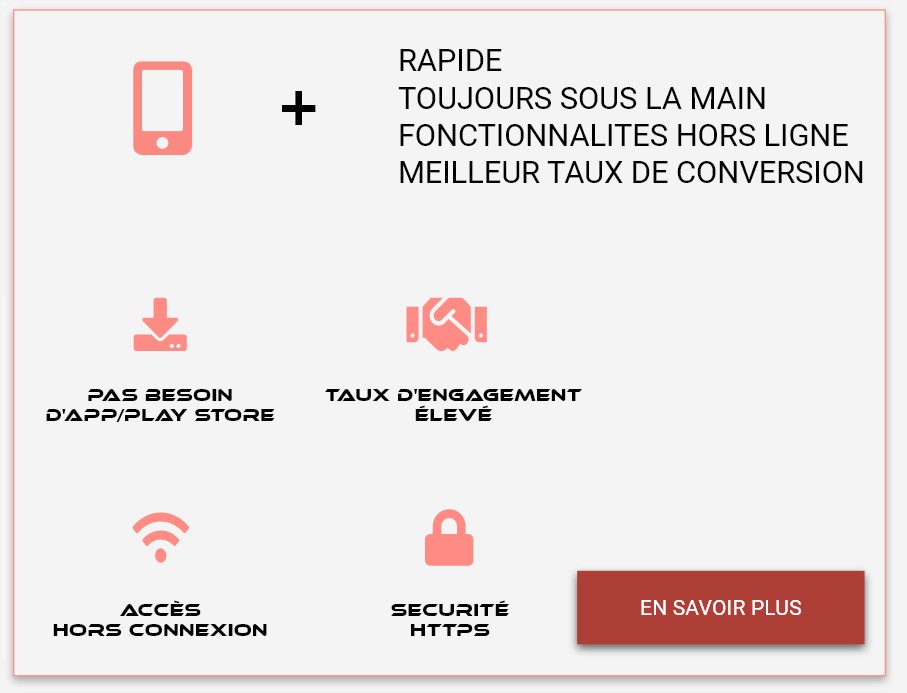 RAPIDE
TOUJOURS SOUS LA MAIN
FONCTIONNALITES HORS LIGNE
MEILLEUR TAUX DE CONVERSION
PAS BESOIN
D'APP/PLAY STORE
TAUX D'ENGAGEMENT
ÉLEVÉ
ACCÈS
HORS CONNEXION
SECURITÉ
HTTPS
EN SAVOIR PLUS